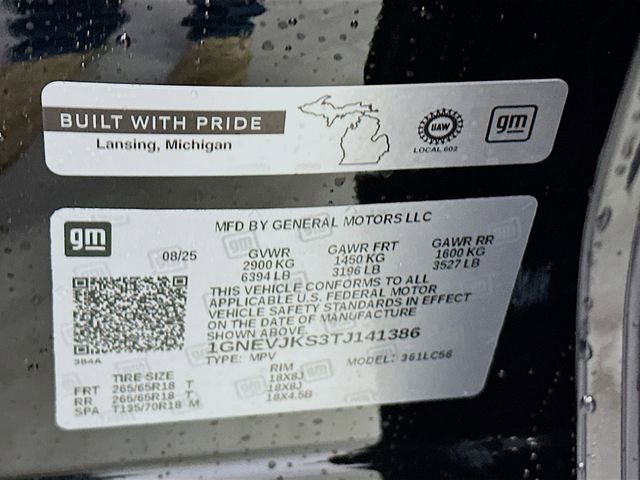 BUILT WITH PRIDE
Lansing, Michigan
UAW
LOCAL 602
gm
gm
MFD BY GENERAL MOTORS LLC
08/25 GVWR GAWR FRT GAWR RR
2900 KG 1450 KG 1600 KG
6394 LB 3196 LB 3527 LB
THIS VEHICLE CONFORMS TO ALL
APPLICABLE U.S. FEDERAL MOTOR
VEHICLE SAFETY STANDARDS IN EFFECT
ON THE DATE OF MANUFACTURE
SHOWN ABOVE.
1GNEVJKS3TJ141386
TYPE: MPV MODEL: 361LC56
384A
TIRE SIZE RIM
FRT 265/65R18 T 18X8J
RR 265/65R18 T 18X8J
SPA T135/70R18 M 18X4.5B